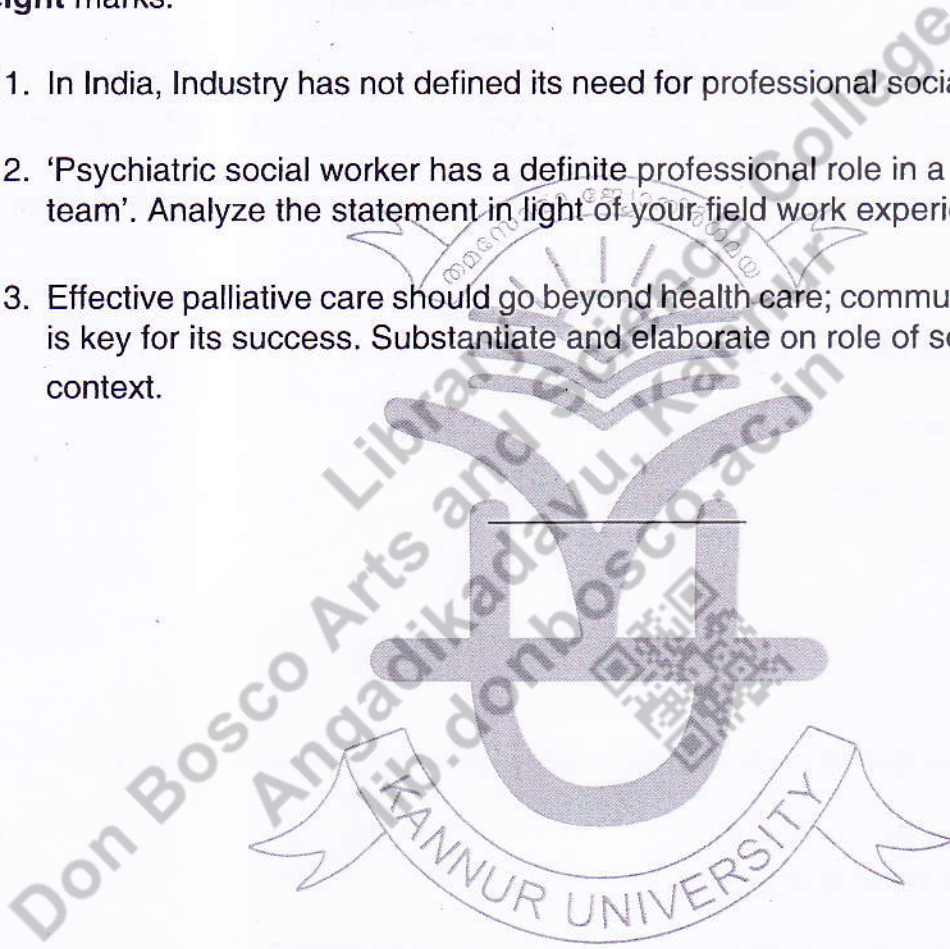 eight marks.
1. In India, Industry has not defined its need for professional socia
2. 'Psychiatric social worker has a definite professional role in a
team'. Analyze the statement in light of your field work experi
3. Effective palliative care should go beyond health care; commu
is key for its success. Substantiate and elaborate on role of so
context.
Library
Don Bosco Arts and Science College
Angadikadavu, Kannur
lib.donbosco.ac.in
തമസോമാ ജ്യോതിർഗമയ
KANNUR UNIVERSITY